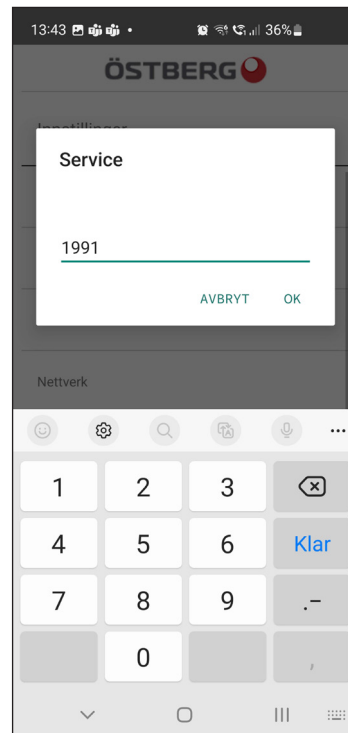 13:43
36%
ÖSTBERG
Innstillinger
Service
1991
AVBRYT OK
Nettverk
1 2 3
4 5 6 Klar
7 8 9 .-
0 ,